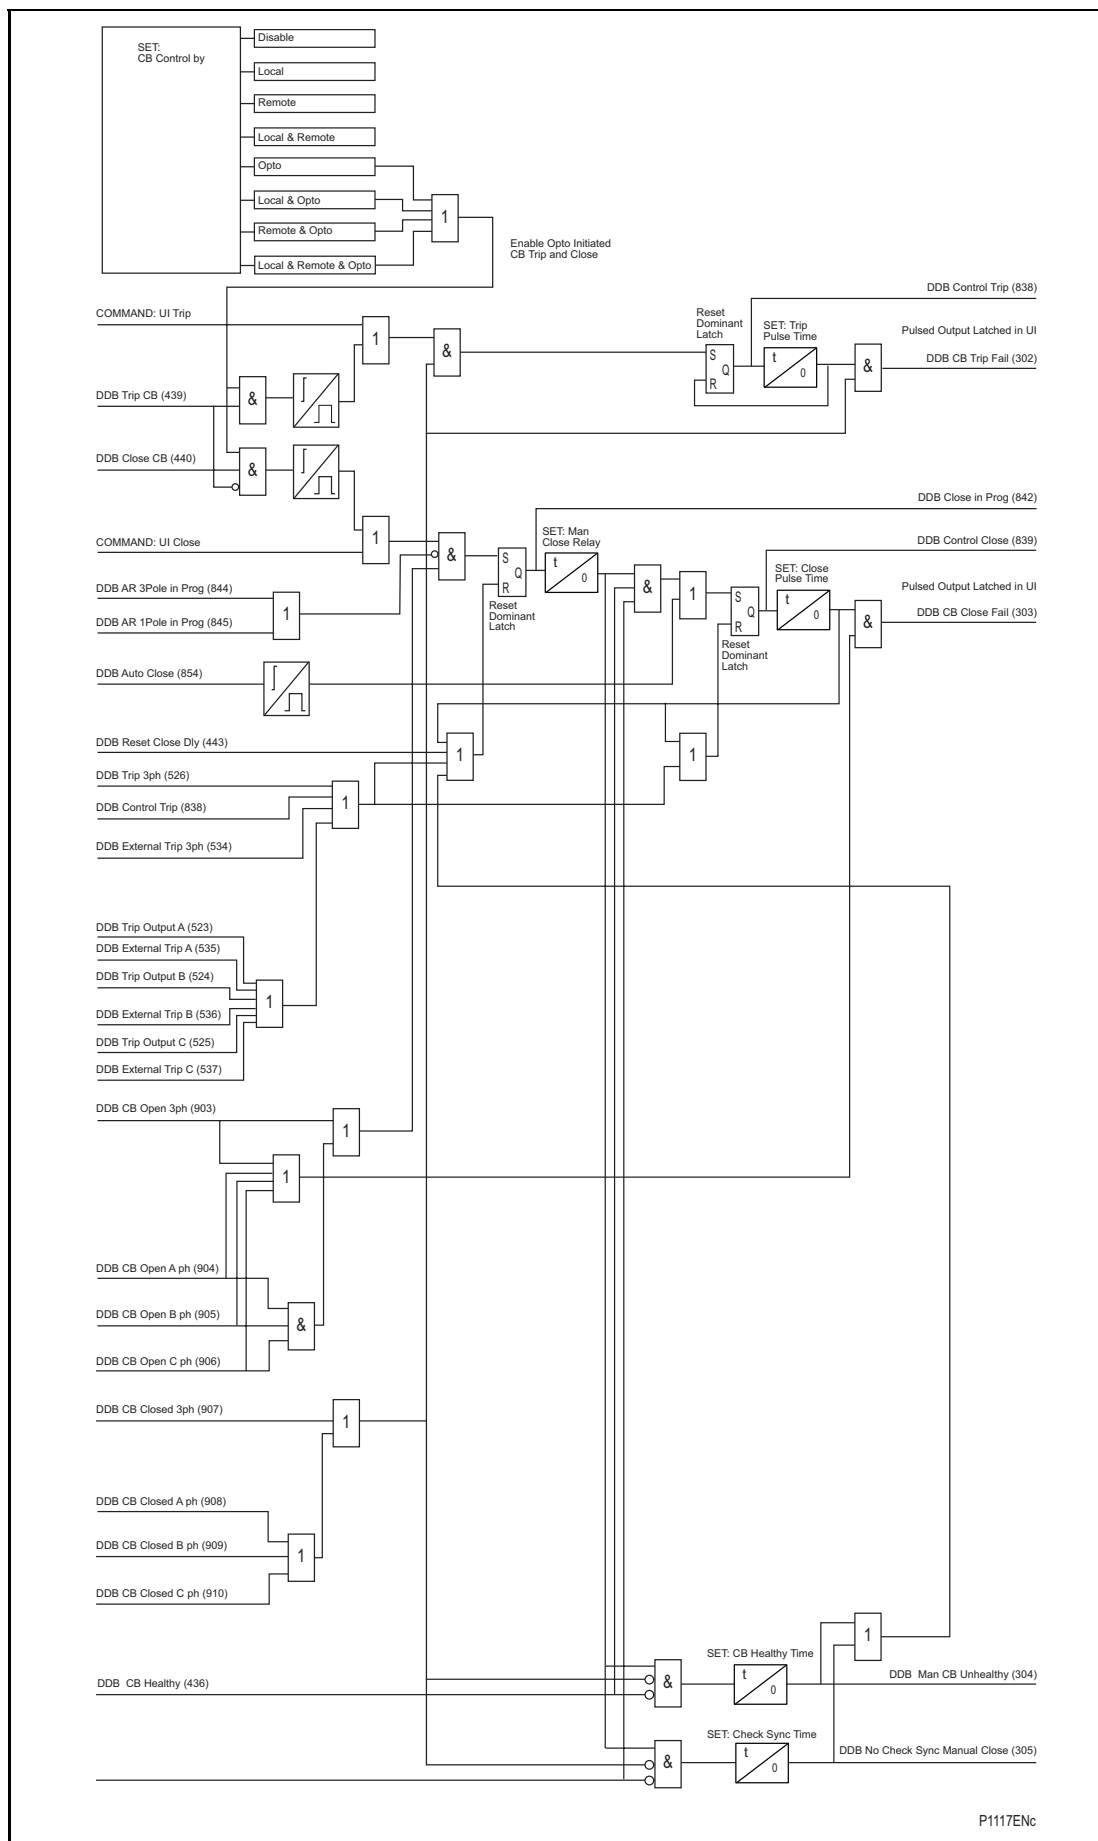 SET:
CB Control by
Disable
Local
Remote
Local & Remote
Opto
Local & Opto
Remote & Opto
Local & Remote & Opto
1
Enable Opto Initiated
CB Trip and Close
DDB Control Trip (838)
COMMAND: UI Trip
1
&
Reset
Dominant
Latch
S
Q
R
SET: Trip
Pulse Time
t
0
Pulsed Output Latched in UI
&
DDB CB Trip Fail (302)
DDB Trip CB (439)
&
DDB Close CB (440)
&
DDB Close in Prog (842)
COMMAND: UI Close
1
&
S
Q
R
Reset
Dominant
Latch
SET: Man
Close Relay
t
0
DDB Control Close (839)
&
1
S
Q
R
Reset
Dominant
Latch
SET: Close
Pulse Time
t
0
Pulsed Output Latched in UI
&
DDB CB Close Fail (303)
DDB AR 3Pole in Prog (844)
1
DDB AR 1Pole in Prog (845)
DDB Auto Close (854)
DDB Reset Close Dly (443)
1
1
DDB Trip 3ph (526)
DDB Control Trip (838)
1
DDB External Trip 3ph (534)
DDB Trip Output A (523)
DDB External Trip A (535)
DDB Trip Output B (524)
1
DDB External Trip B (536)
DDB Trip Output C (525)
DDB External Trip C (537)
DDB CB Open 3ph (903)
1
1
DDB CB Open A ph (904)
DDB CB Open B ph (905)
&
DDB CB Open C ph (906)
DDB CB Closed 3ph (907)
1
DDB CB Closed A ph (908)
DDB CB Closed B ph (909)
1
DDB CB Closed C ph (910)
1
SET: CB Healthy Time
DDB CB Healthy (436)
&
t
0
DDB Man CB Unhealthy (304)
SET: Check Sync Time
&
t
0
DDB No Check Sync Manual Close (305)
P1117ENc